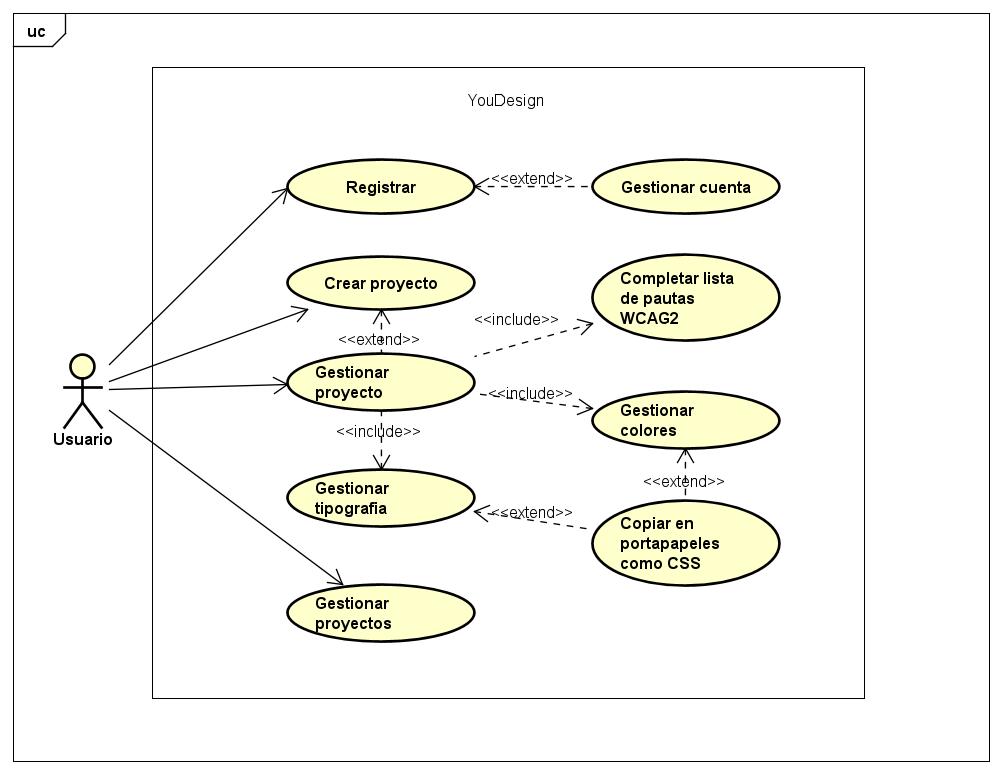 uc
YouDesign
Registrar
<<extend>>
Gestionar cuenta
Crear proyecto
Completar lista
de pautas
WCAG2
<<include>>
<<extend>>
Gestionar
proyecto
<<include>>
Gestionar
colores
<<include>>
Usuario
Gestionar
tipografia
<<extend>>
<<extend>>
Copiar en
portapapeles
como CSS
Gestionar
proyectos